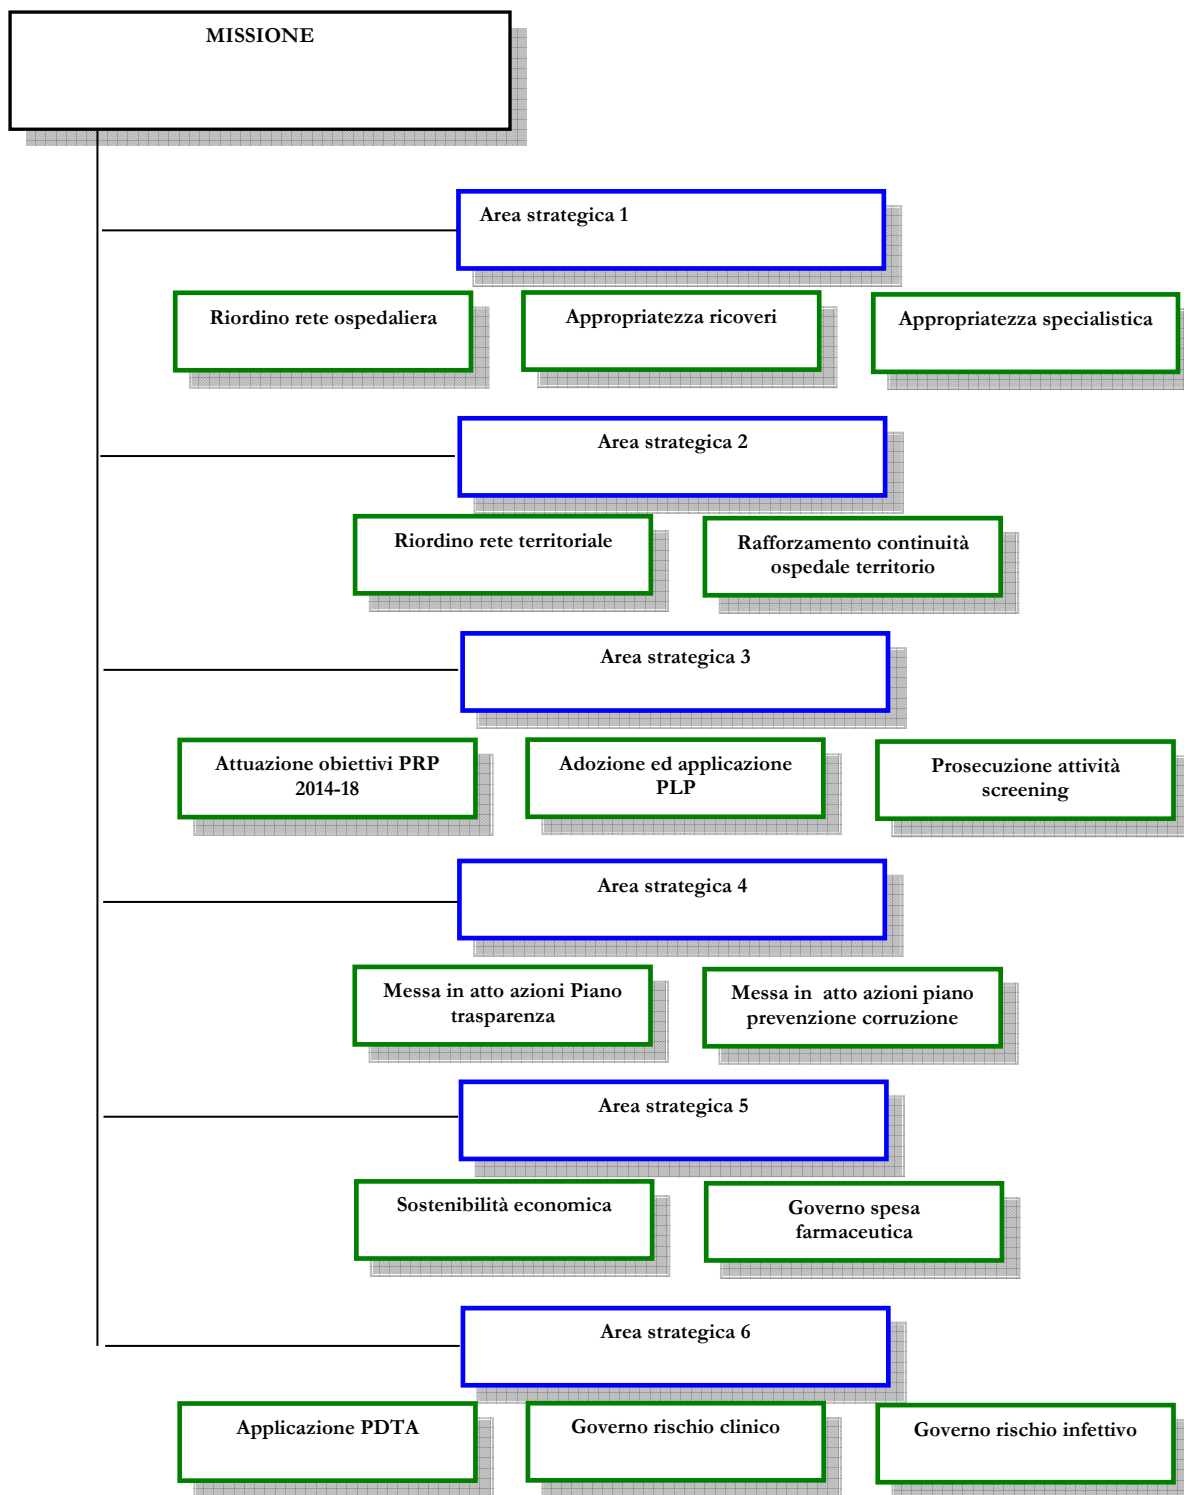 MISSIONE
Area strategica 1
Riordino rete ospedaliera
Appropriatezza ricoveri
Appropriatezza specialistica
Area strategica 2
Riordino rete territoriale
Rafforzamento continuità
ospedale territorio
Area strategica 3
Attuazione obiettivi PRP
2014-18
Adozione ed applicazione
PLP
Prosecuzione attività
screening
Area strategica 4
Messa in atto azioni Piano
trasparenza
Messa in atto azioni piano
prevenzione corruzione
Area strategica 5
Sostenibilità economica
Governo spesa
farmaceutica
Area strategica 6
Applicazione PDTA
Governo rischio clinico
Governo rischio infettivo